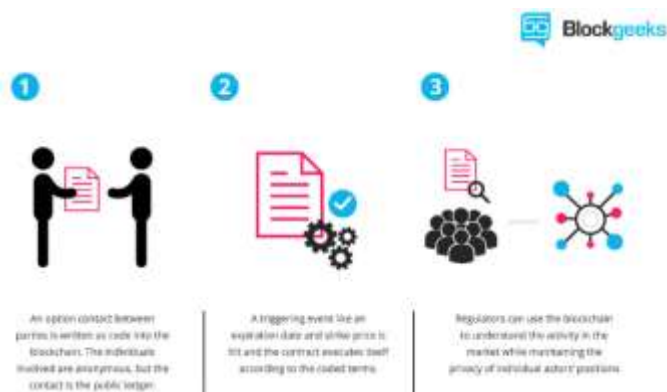 Blockgeeks
1
2
3
An option contact between
parties is written as code into the
blockchain. The individuals
involved are anonymous, but the
contact is the public ledger.
A triggering event like an
expiration date and strike price is
hit and the contract executes itself
according to the coded terms.
Regulators can use the blockchain
to understand the activity in the
market while maintaining the
privacy of individual actors' positions